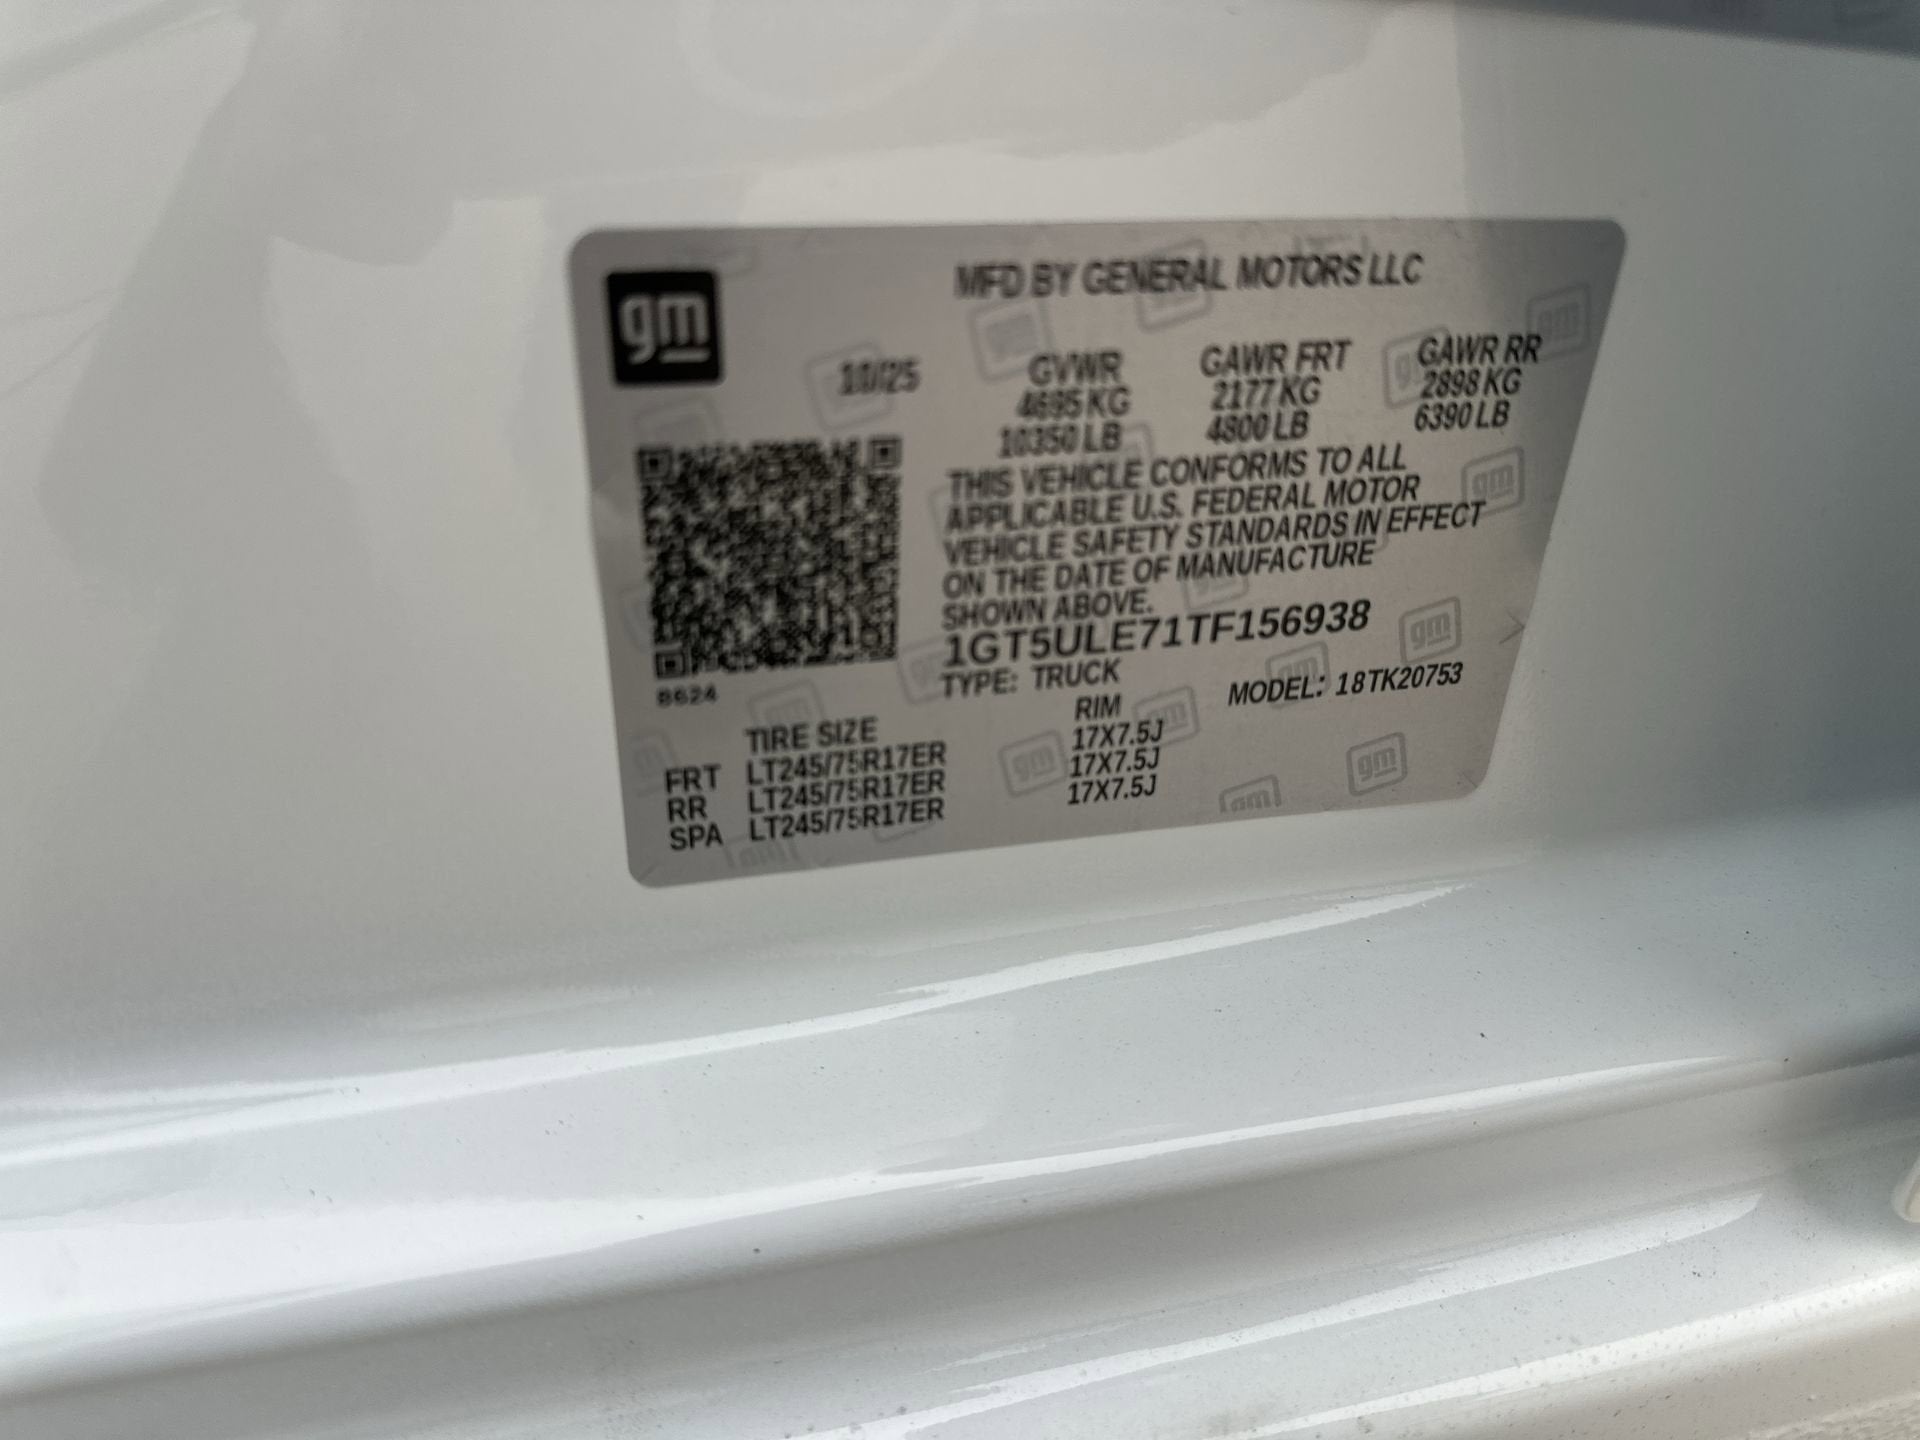 gm
MFD BY GENERAL MOTORS LLC
10/25
GVWR GAWR FRT GAWR RR
4695 KG 2177 KG 2898 KG
10350 LB 4800 LB 6390 LB
THIS VEHICLE CONFORMS TO ALL
APPLICABLE U.S. FEDERAL MOTOR
VEHICLE SAFETY STANDARDS IN EFFECT
ON THE DATE OF MANUFACTURE
SHOWN ABOVE.
1GT5ULE71TF156938
TYPE: TRUCK MODEL: 18TK20753
B624
TIRE SIZE RIM
FRT LT245/75R17ER 17X7.5J
RR LT245/75R17ER 17X7.5J
SPA LT245/75R17ER 17X7.5J